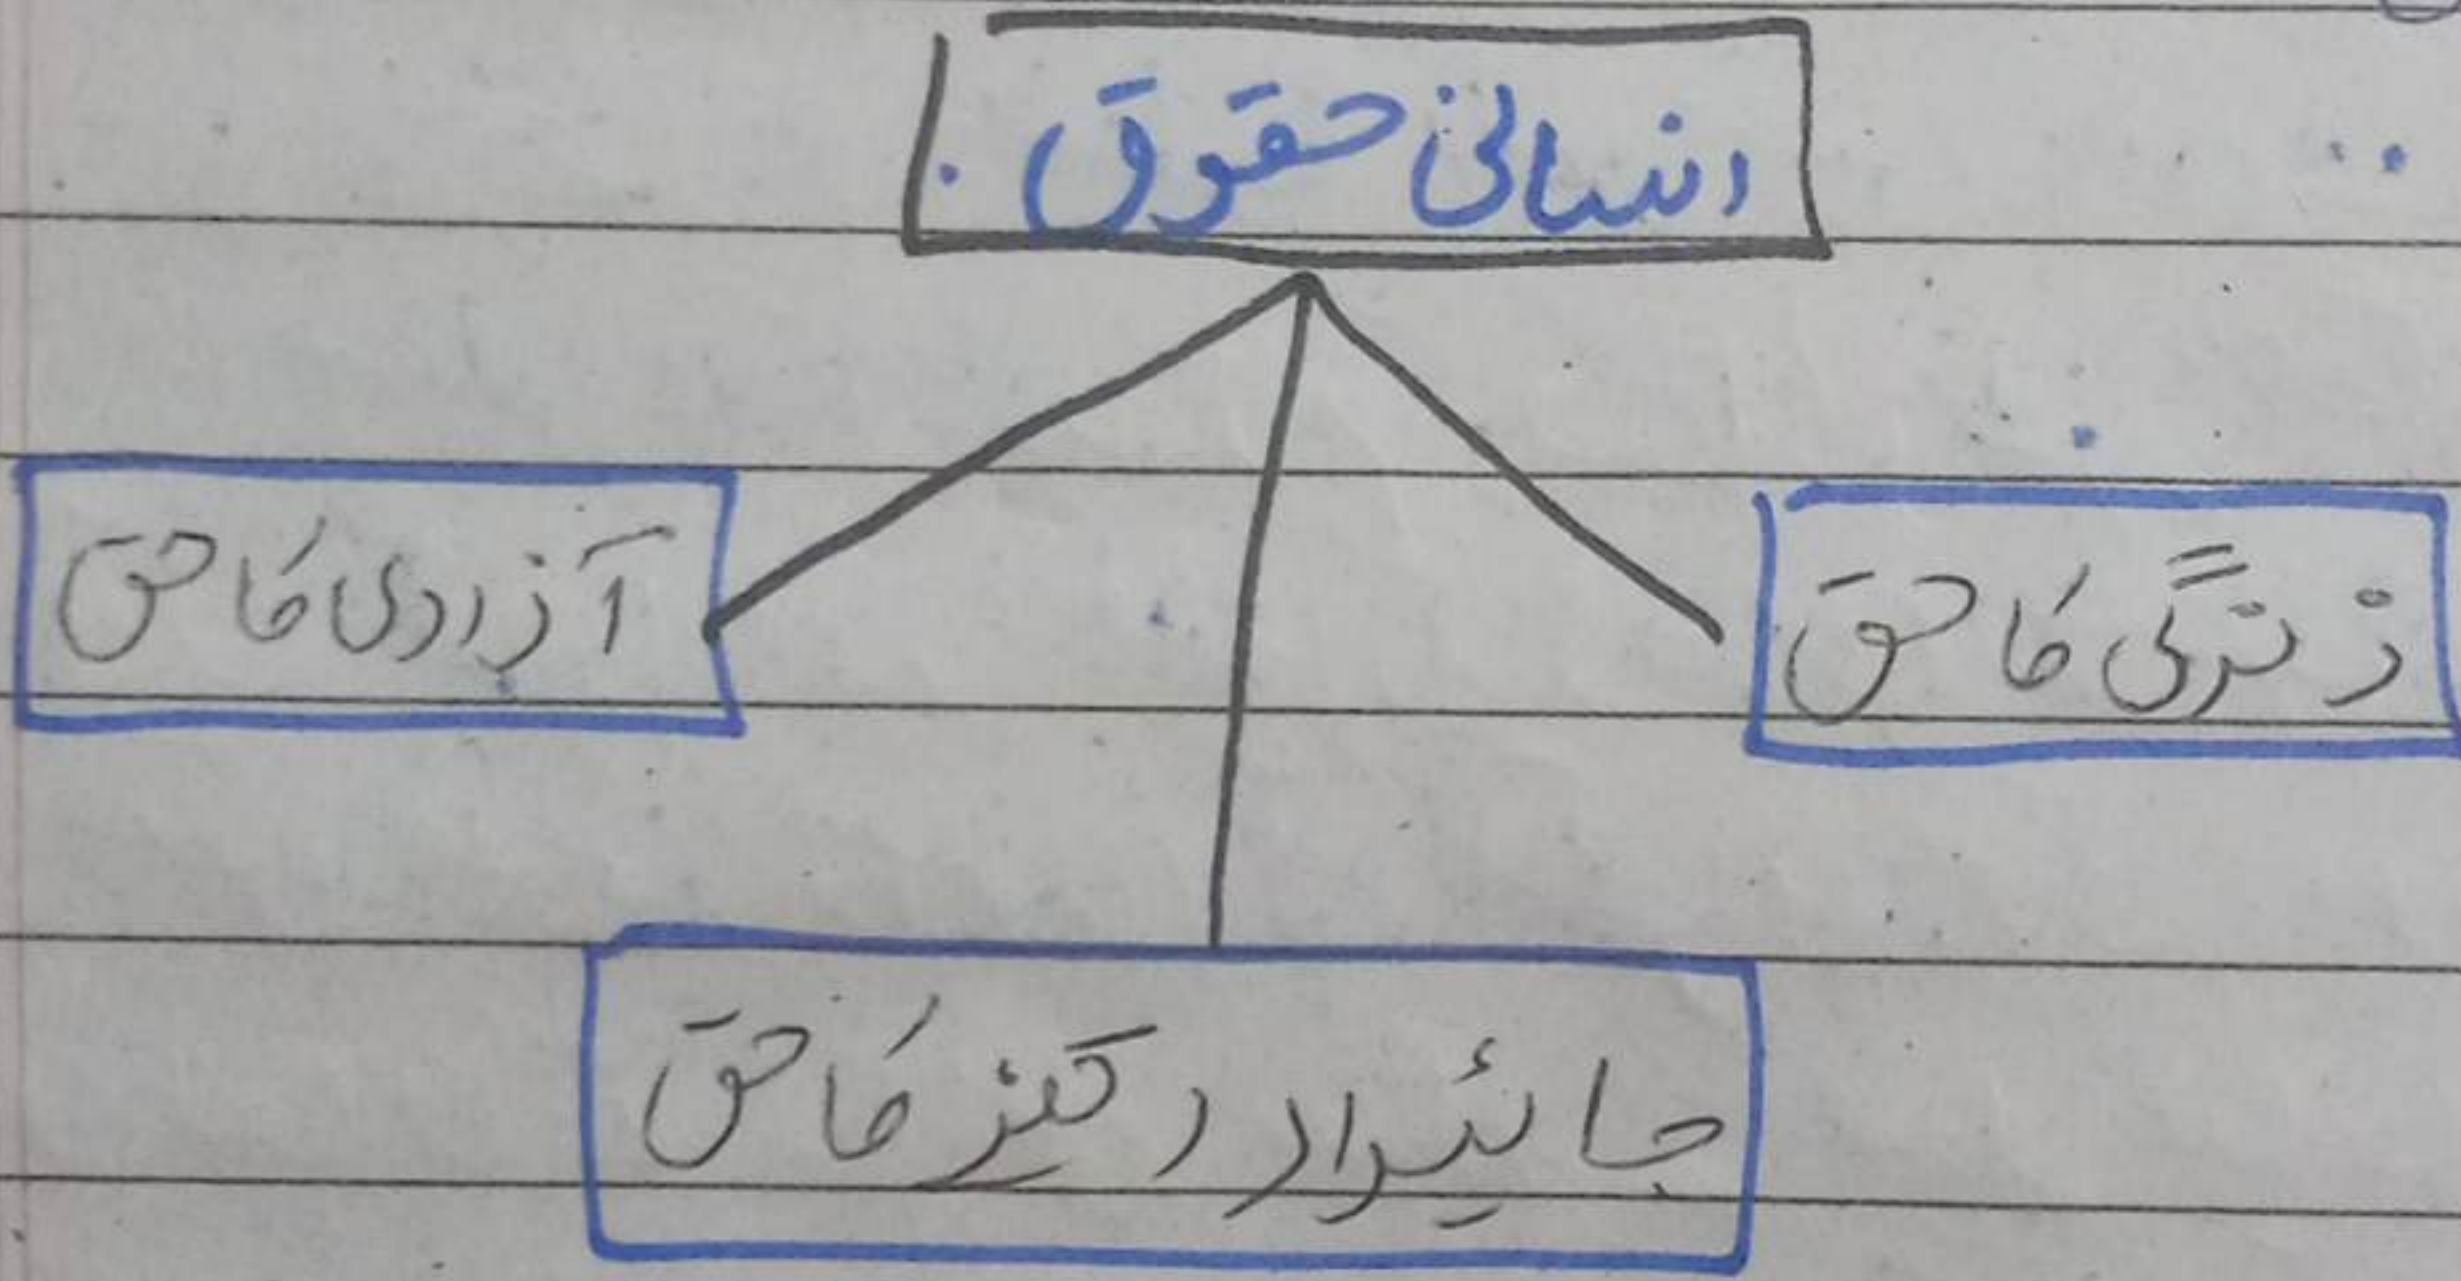 انسانی حقوق
زندگی کا حق
آزادی کا حق
جائیداد رکھنے کا حق